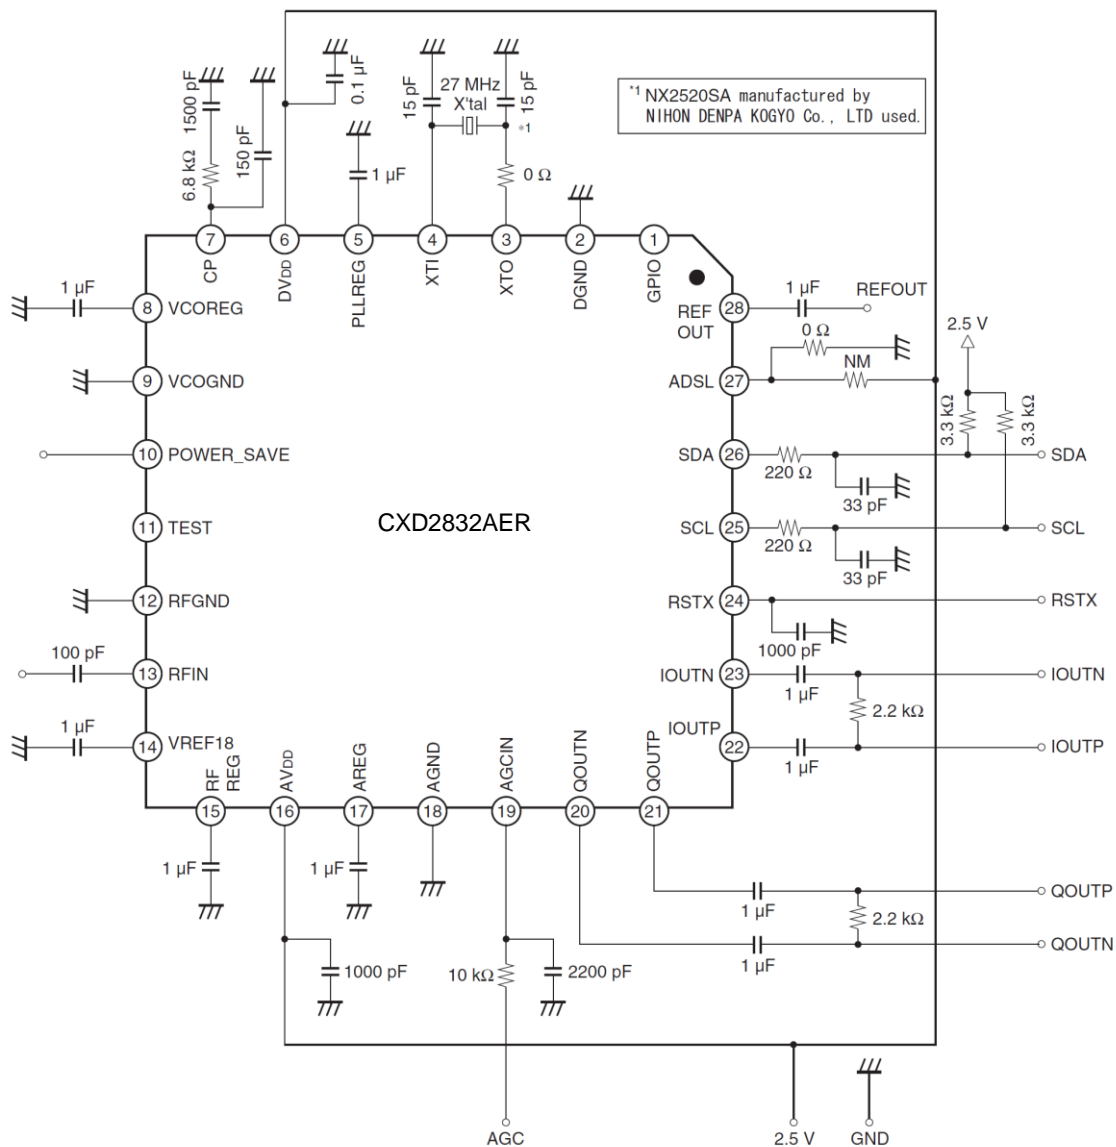 0.1 µF
27 MHz
X'tal
*1
15 pF
15 pF
1500 pF
150 pF
6.8 kΩ
1 µF
0 Ω
*1 NX2520SA manufactured by
NIHON DENPA KOGYO Co., LTD used.
7
6
5
4
3
2
1
CP
DVDD
PLLREG
XTI
XTO
DGND
GPIO
1 µF
8
VCOREG
REF
OUT
28
1 µF
REFOUT
0 Ω
2.5 V
9
VCOGND
ADSL
27
NM
3.3 kΩ
3.3 kΩ
10
POWER_SAVE
SDA
26
220 Ω
33 pF
SDA
11
TEST
CXD2832AER
SCL
25
220 Ω
33 pF
SCL
12
RFGND
RSTX
24
1000 pF
RSTX
100 pF
13
RFIN
IOUTN
23
1 µF
IOUTN
2.2 kΩ
1 µF
14
VREF18
IOUTP
22
1 µF
IOUTP
RF
REG
AVDD
AREG
AGND
AGCIN
QOUTN
QOUTP
15
16
17
18
19
20
21
1 µF
1 µF
1 µF
QOUTP
2.2 kΩ
1 µF
QOUTN
1000 pF
10 kΩ
2200 pF
AGC
2.5 V
GND